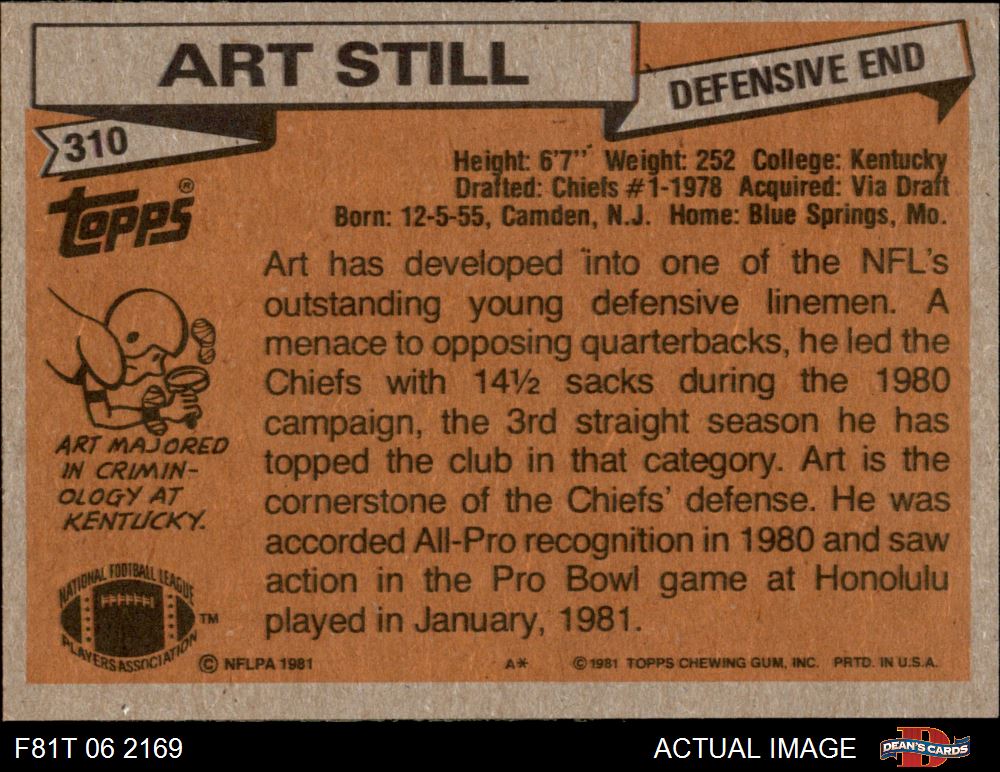 ART STILL
DEFENSIVE END
310
Height: 6'7" Weight: 252 College: Kentucky
Drafted: Chiefs #1-1978 Acquired: Via Draft
Born: 12-5-55, Camden, N.J. Home: Blue Springs, Mo.
topps®
Art has developed into one of the NFL's
outstanding young defensive linemen. A
menace to opposing quarterbacks, he led the
Chiefs with 14½ sacks during the 1980
campaign, the 3rd straight season he has
topped the club in that category. Art is the
cornerstone of the Chiefs' defense. He was
accorded All-Pro recognition in 1980 and saw
action in the Pro Bowl game at Honolulu
played in January, 1981.
ART MAJORED
IN CRIMIN-
OLOGY AT
KENTUCKY.
NATIONAL FOOTBALL LEAGUE
PLAYERS ASSOCIATION
TM
© NFLPA 1981
A*
© 1981 TOPPS CHEWING GUM, INC. PRTD. IN U.S.A.
F81T 06 2169
ACTUAL IMAGE
D
DEAN'S CARDS